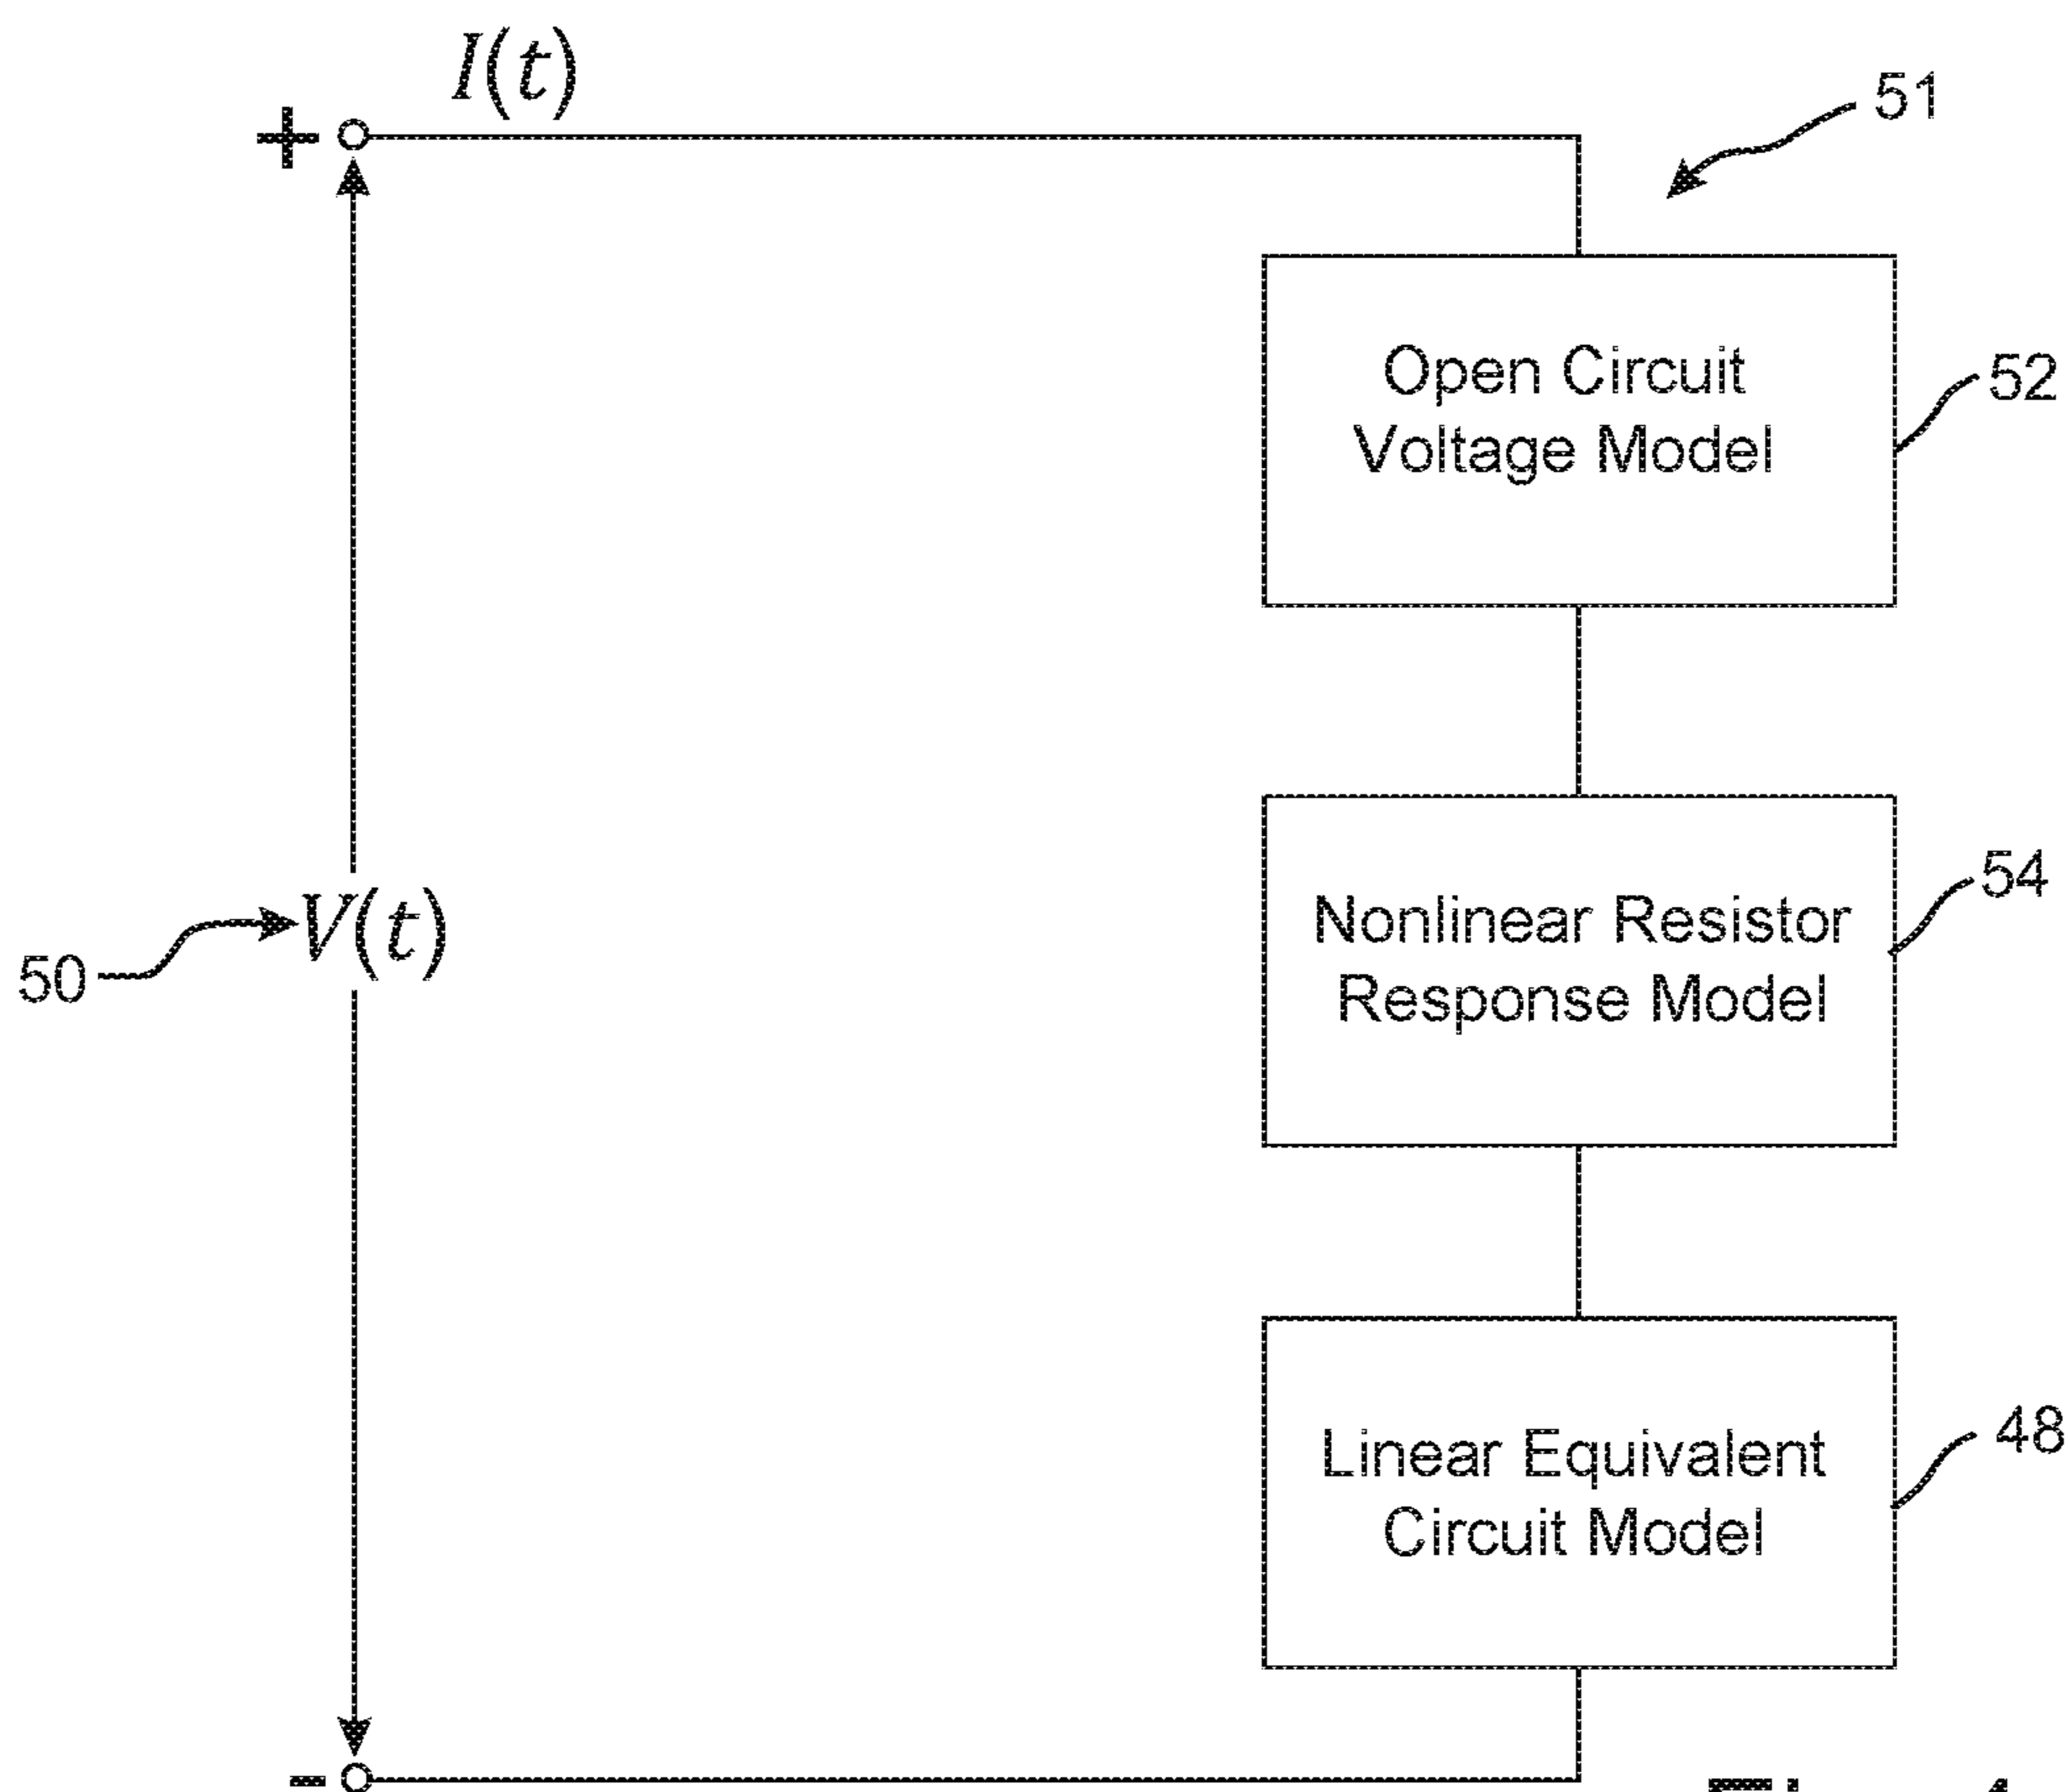 I(t)
+
51
Open Circuit
Voltage Model
52
Nonlinear Resistor
Response Model
54
50
V(t)
Linear Equivalent
Circuit Model
48
-